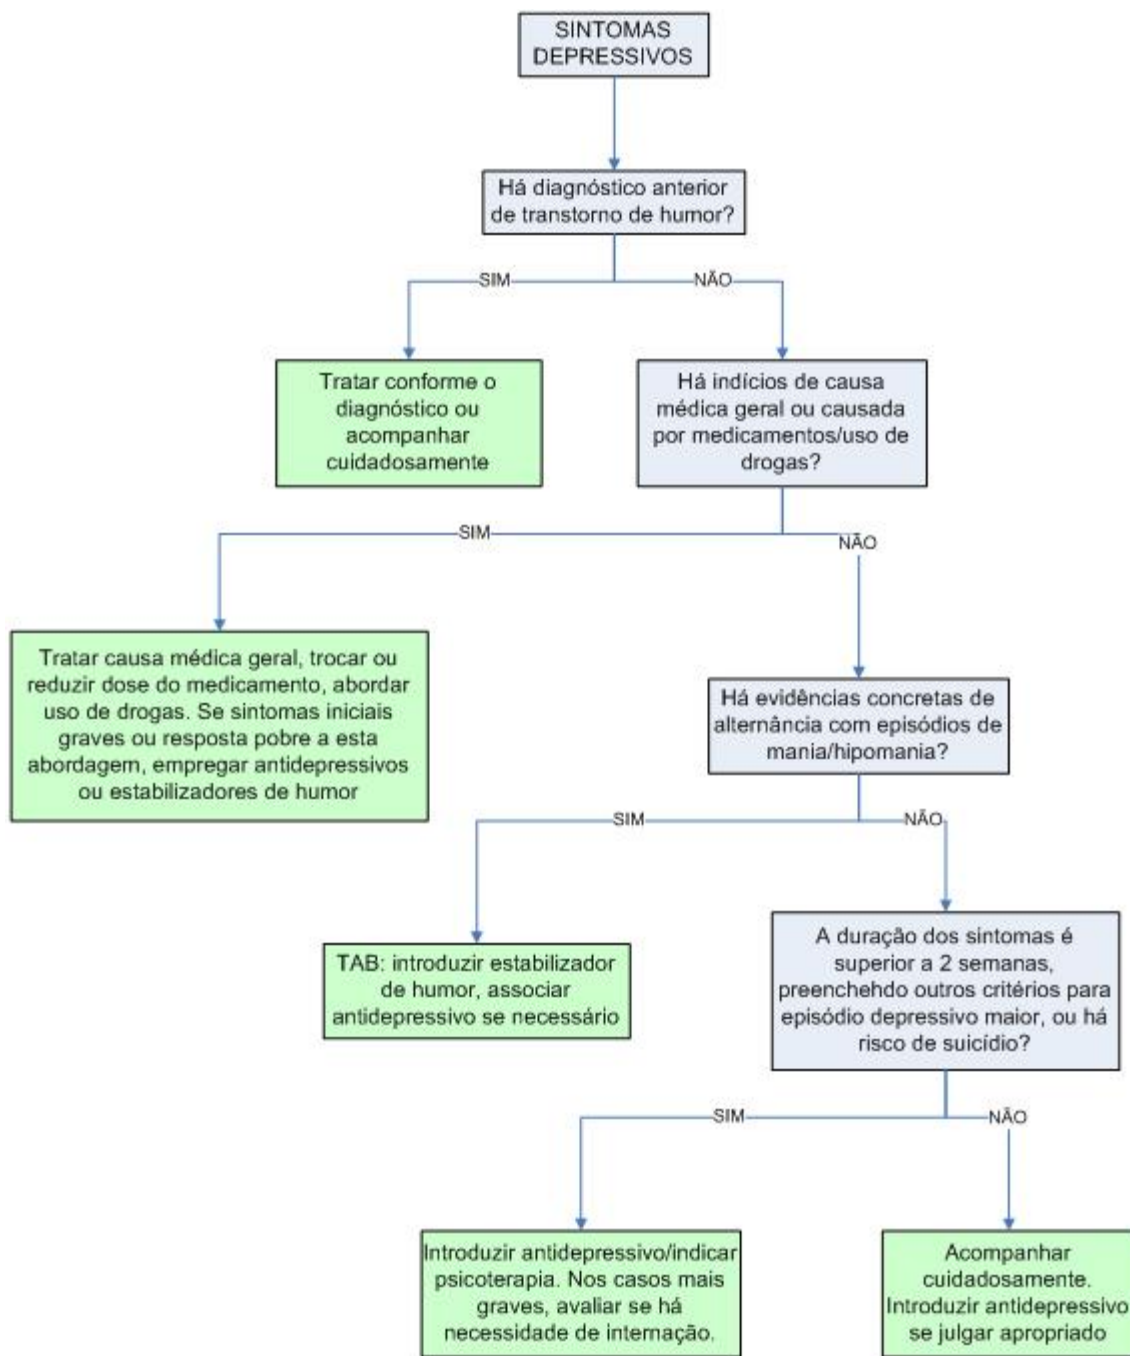 SINTOMAS
DEPRESSIVOS
Há diagnóstico anterior
de transtorno de humor?
SIM
NÃO
Tratar conforme o
diagnóstico ou
acompanhar
cuidadosamente
Há indícios de causa
médica geral ou causada
por medicamentos/uso de
drogas?
SIM
NÃO
Tratar causa médica geral, trocar ou
reduzir dose do medicamento, abordar
uso de drogas. Se sintomas iniciais
graves ou resposta pobre a esta
abordagem, empregar antidepressivos
ou estabilizadores de humor
Há evidências concretas de
alternância com episódios de
mania/hipomania?
SIM
NÃO
TAB: introduzir estabilizador
de humor, associar
antidepressivo se necessário
A duração dos sintomas é
superior a 2 semanas,
preenchehdo outros critérios para
episódio depressivo maior, ou há
risco de suicídio?
SIM
NÃO
Introduzir antidepressivo/indicar
psicoterapia. Nos casos mais
graves, avaliar se há
necessidade de internação.
Acompanhar
cuidadosamente.
Introduzir antidepressivo
se julgar apropriado